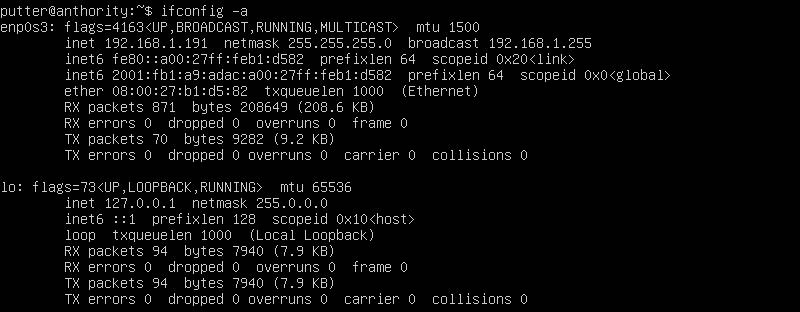 putter@anthority:~$ ifconfig -a
enp0s3: flags=4163<UP,BROADCAST,RUNNING,MULTICAST>  mtu 1500
        inet 192.168.1.191  netmask 255.255.255.0  broadcast 192.168.1.255
        inet6 fe80::a00:27ff:feb1:d582  prefixlen 64  scopeid 0x20<link>
        inet6 2001:fb1:a9:adac:a00:27ff:feb1:d582  prefixlen 64  scopeid 0x0<global>
        ether 08:00:27:b1:d5:82  txqueuelen 1000  (Ethernet)
        RX packets 871  bytes 208649 (208.6 KB)
        RX errors 0  dropped 0  overruns 0  frame 0
        TX packets 70  bytes 9282 (9.2 KB)
        TX errors 0  dropped 0 overruns 0  carrier 0  collisions 0

lo: flags=73<UP,LOOPBACK,RUNNING>  mtu 65536
        inet 127.0.0.1  netmask 255.0.0.0
        inet6 ::1  prefixlen 128  scopeid 0x10<host>
        loop  txqueuelen 1000  (Local Loopback)
        RX packets 94  bytes 7940 (7.9 KB)
        RX errors 0  dropped 0  overruns 0  frame 0
        TX packets 94  bytes 7940 (7.9 KB)
        TX errors 0  dropped 0 overruns 0  carrier 0  collisions 0